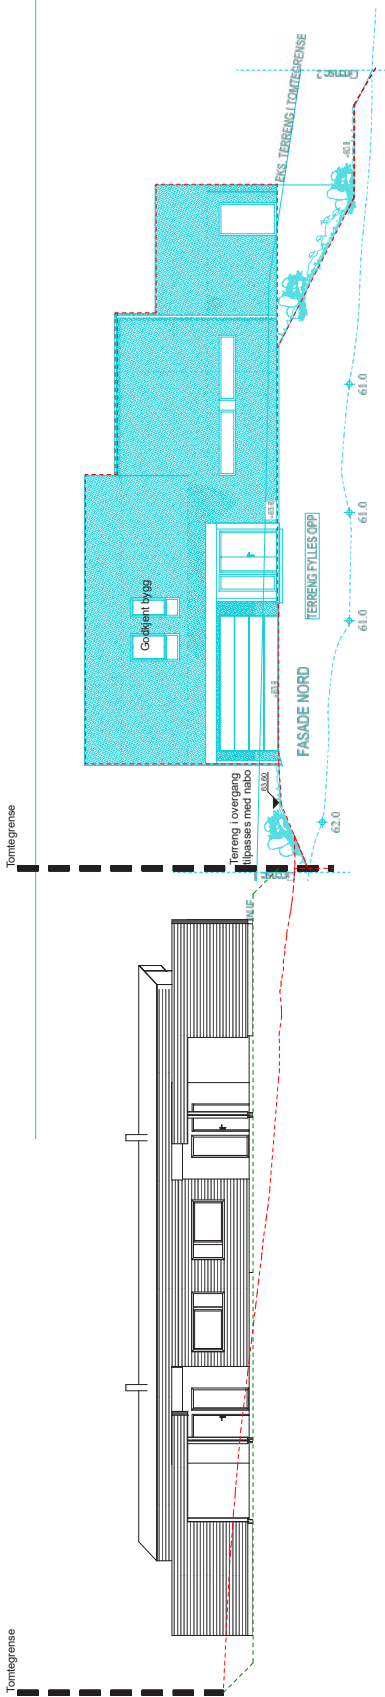 Tomtegrense
Tomtegrense
Terreng i overgang
tilpasses med nabo
63,60
Godkjent bygg
FASADE NORD
TERRENG FYLLES OPP
EKS. TERRENG I TOMTEGRENSE
62.0
61.0
61.0
61.0